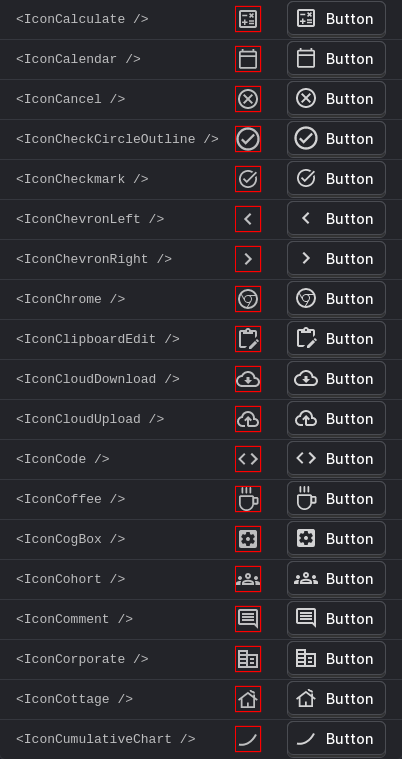 <IconCalculate /> Button
<IconCalendar /> Button
<IconCancel /> Button
<IconCheckCircleOutline /> Button
<IconCheckmark /> Button
<IconChevronLeft /> Button
<IconChevronRight /> Button
<IconChrome /> Button
<IconClipboardEdit /> Button
<IconCloudDownload /> Button
<IconCloudUpload /> Button
<IconCode /> Button
<IconCoffee /> Button
<IconCogBox /> Button
<IconCohort /> Button
<IconComment /> Button
<IconCorporate /> Button
<IconCottage /> Button
<IconCumulativeChart /> Button